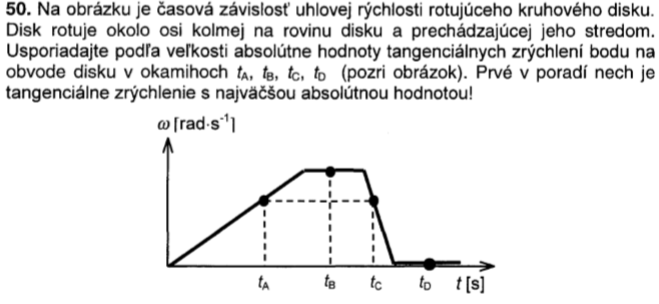 50. Na obrázku je časová závislosť uhlovej rýchlosti rotujúceho kruhového disku.
Disk rotuje okolo osi kolmej na rovinu disku a prechádzajúcej jeho stredom.
Usporiadajte podľa veľkosti absolútne hodnoty tangenciálnych zrýchlení bodu na
obvode disku v okamihoch tA, tB, tC, tD (pozri obrázok). Prvé v poradí nech je
tangenciálne zrýchlenie s najväčšou absolútnou hodnotou!
ω [rad·s⁻¹]
tA tB tC tD t [s]